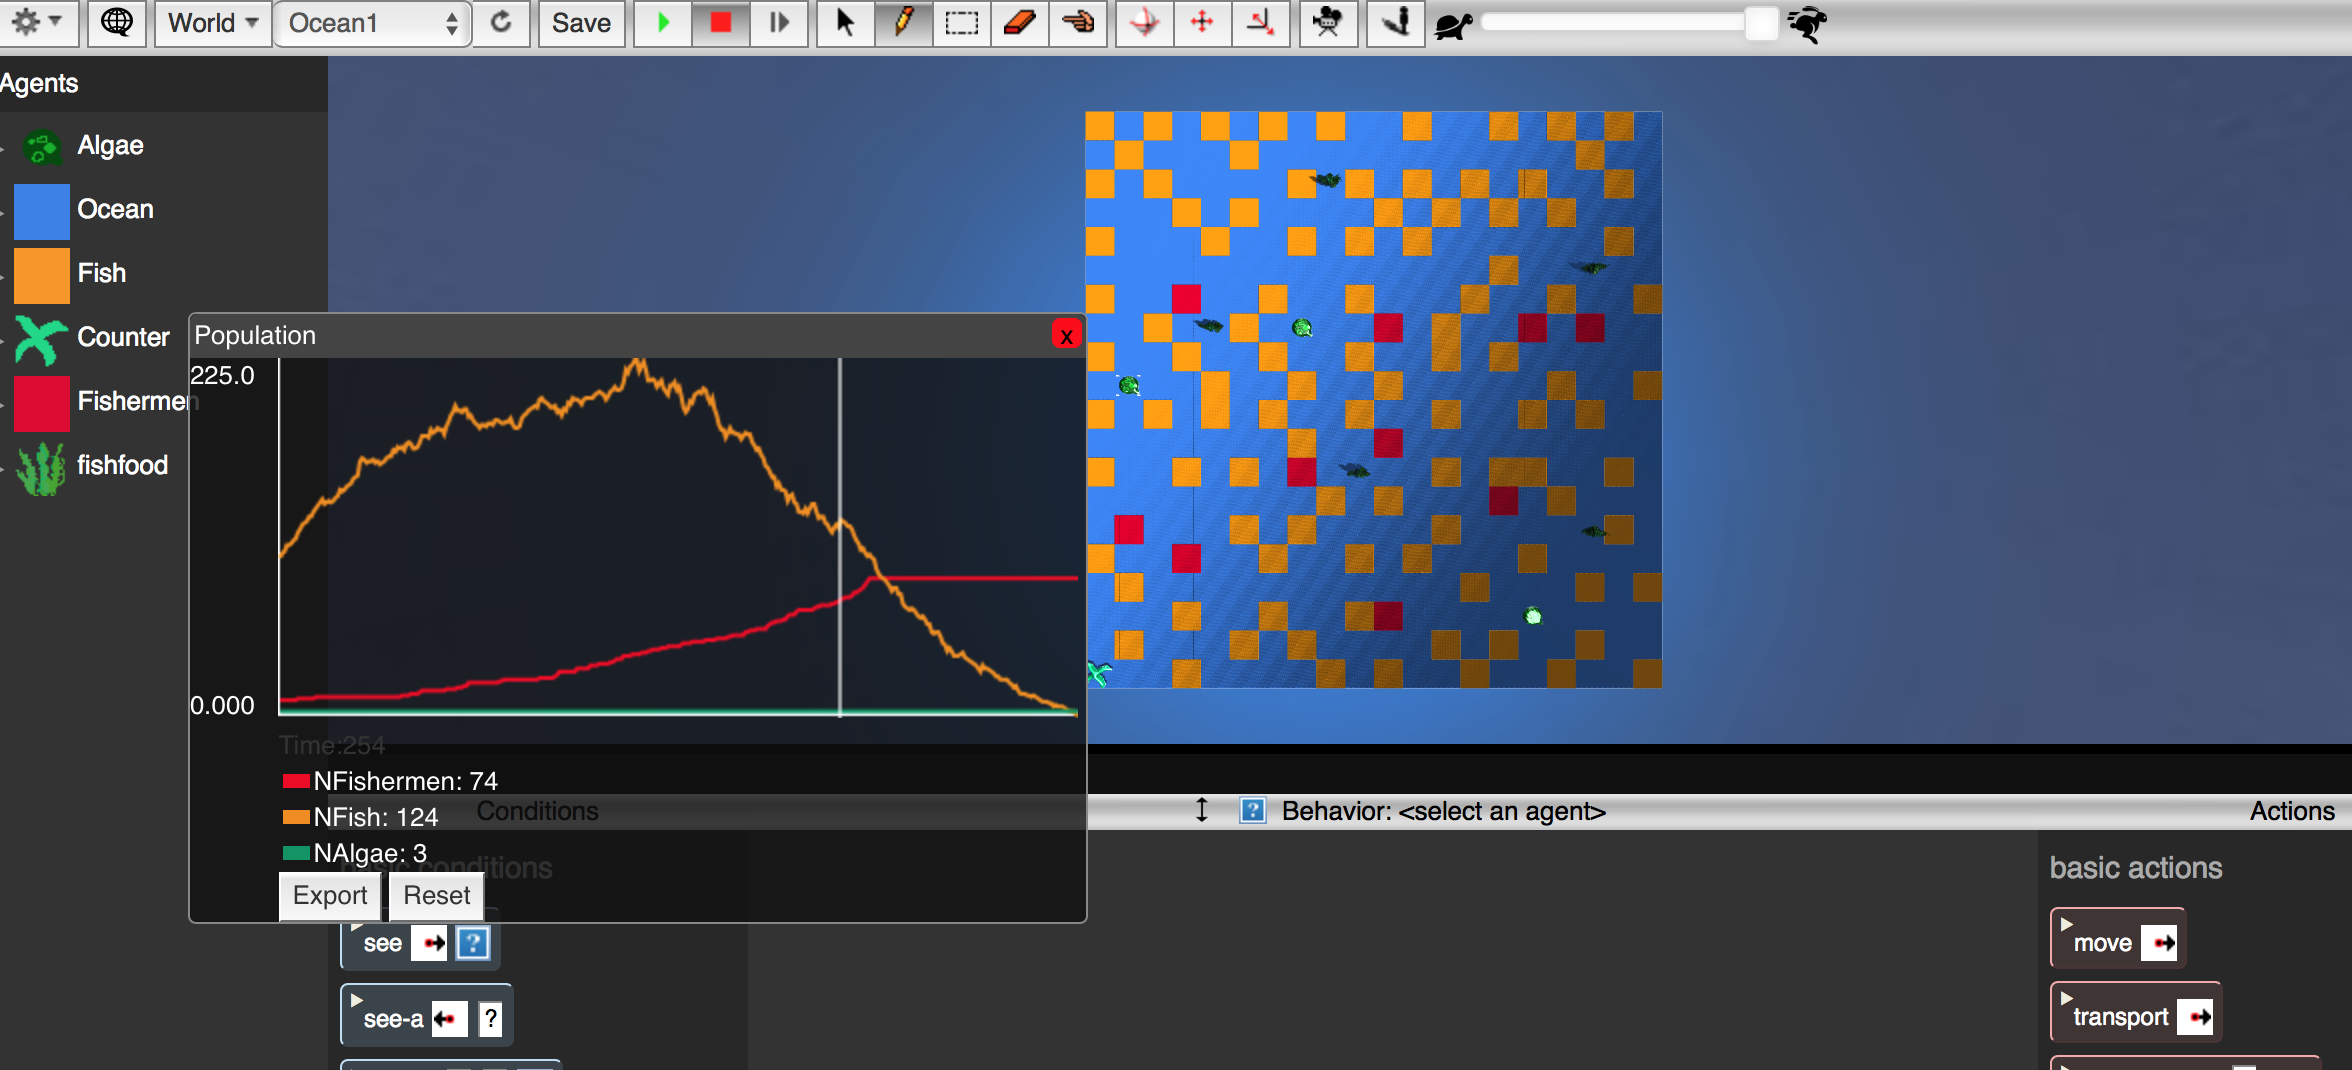 World
Ocean1
Save
Agents
Algae
Ocean
Fish
Counter
Fishermen
fishfood
Population
x
225.0
0.000
Time:254
NFishermen: 74
NFish: 124
NAlgae: 3
Export
Reset
Conditions
? Behavior: <select an agent>
Actions
basic conditions
see ?
see-a ?
basic actions
move
transport